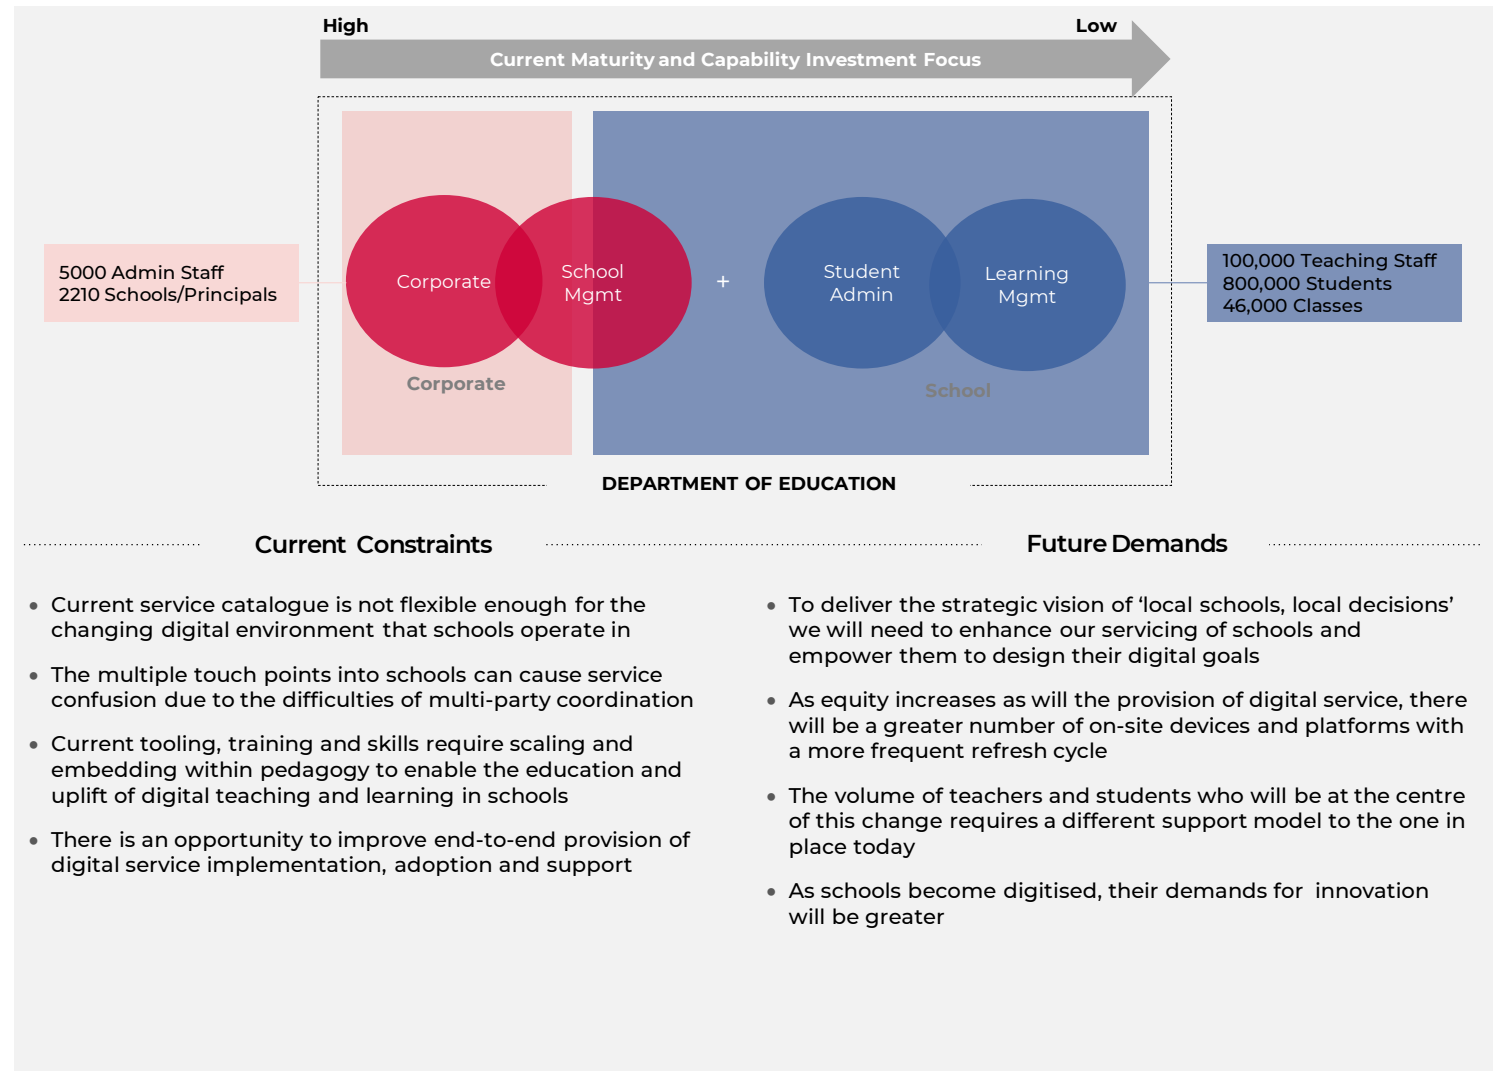 High
Low
Current Maturity and Capability Investment Focus
5000 Admin Staff
2210 Schools/Principals
Corporate
School
Mgmt
+
Student
Admin
Learning
Mgmt
100,000 Teaching Staff
800,000 Students
46,000 Classes
Corporate
School
DEPARTMENT OF EDUCATION
Current Constraints
• Current service catalogue is not flexible enough for the
changing digital environment that schools operate in
• The multiple touch points into schools can cause service
confusion due to the difficulties of multi-party coordination
• Current tooling, training and skills require scaling and
embedding within pedagogy to enable the education and
uplift of digital teaching and learning in schools
• There is an opportunity to improve end-to-end provision of
digital service implementation, adoption and support
Future Demands
• To deliver the strategic vision of ‘local schools, local decisions’
we will need to enhance our servicing of schools and
empower them to design their digital goals
• As equity increases as will the provision of digital service, there
will be a greater number of on-site devices and platforms with
a more frequent refresh cycle
• The volume of teachers and students who will be at the centre
of this change requires a different support model to the one in
place today
• As schools become digitised, their demands for innovation
will be greater